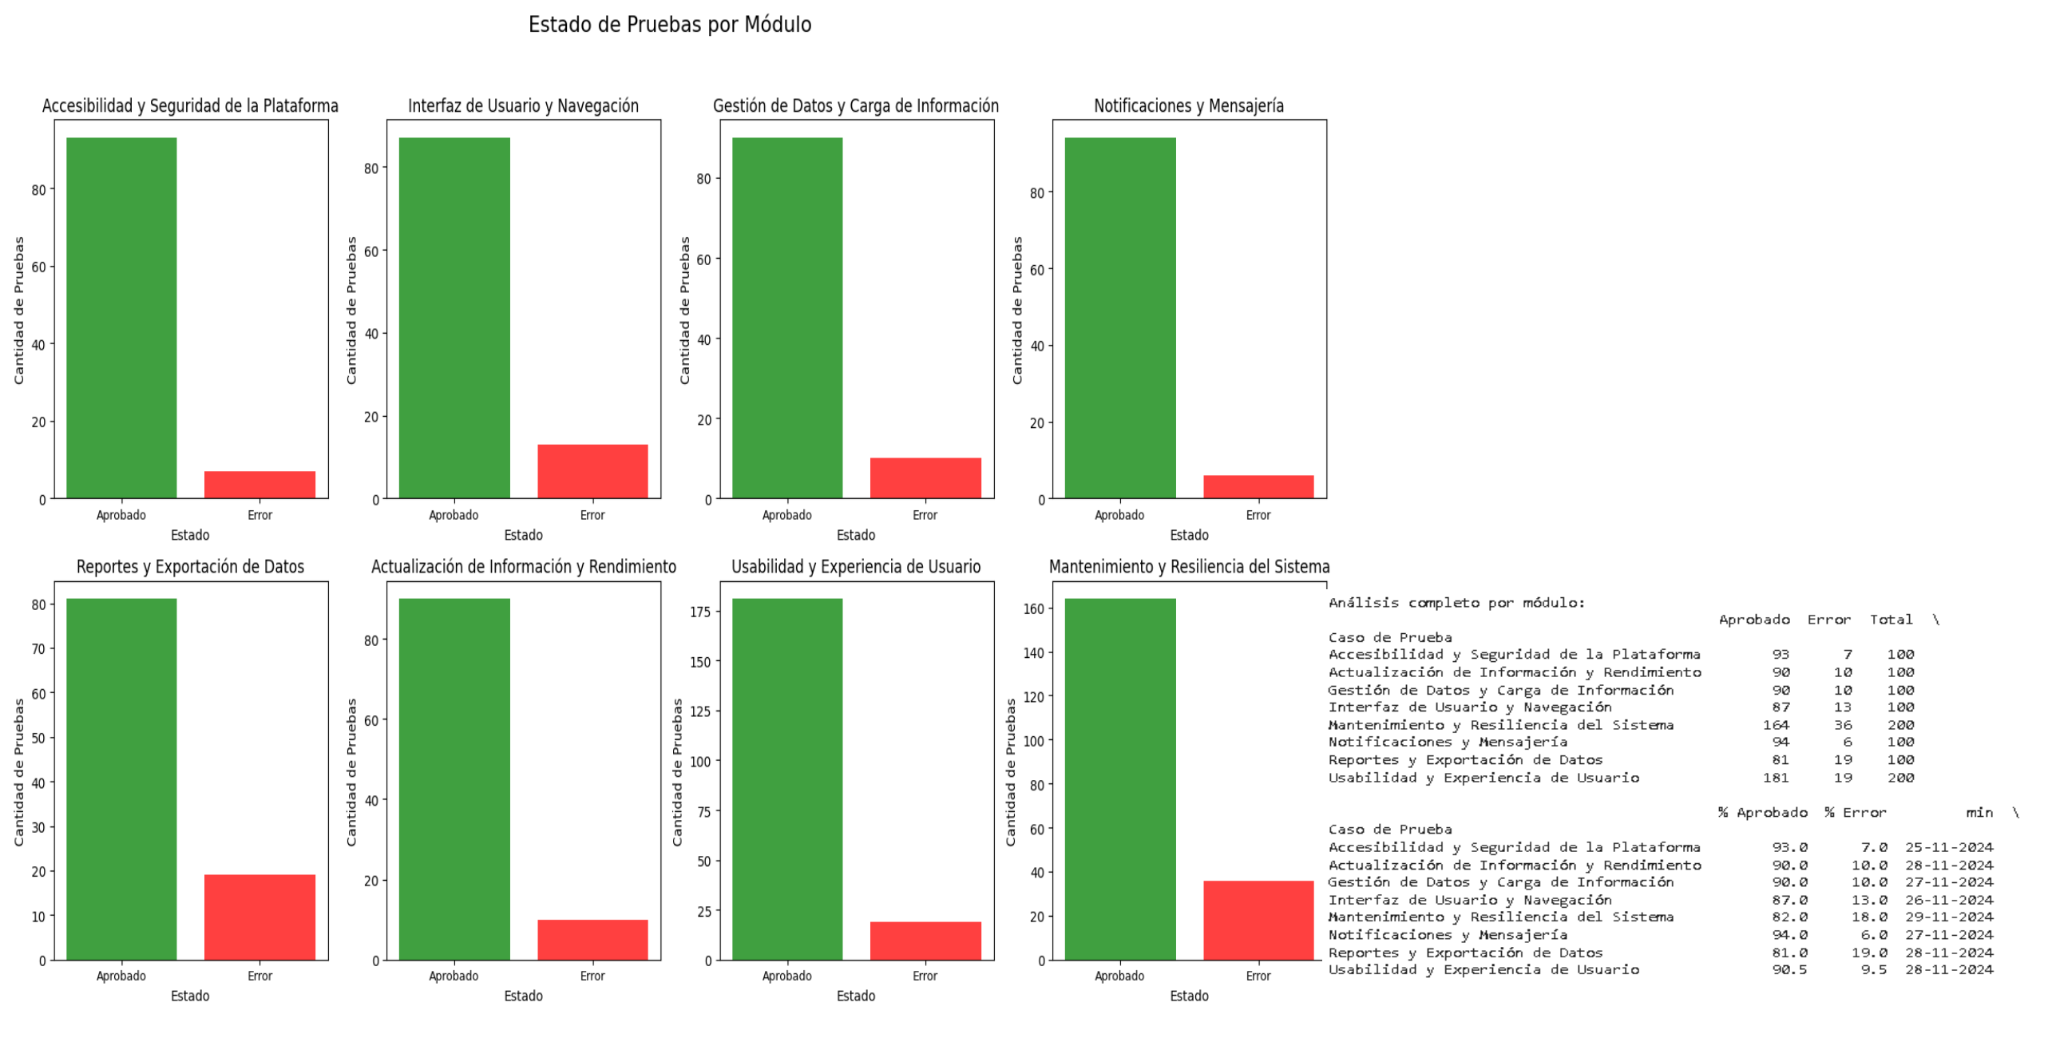 Estado de Pruebas por Módulo
Accesibilidad y Seguridad de la Plataforma
Cantidad de Pruebas
80
60
40
20
0
Aprobado Error
Estado
Interfaz de Usuario y Navegación
Cantidad de Pruebas
80
60
40
20
0
Aprobado Error
Estado
Gestión de Datos y Carga de Información
Cantidad de Pruebas
80
60
40
20
0
Aprobado Error
Estado
Notificaciones y Mensajería
Cantidad de Pruebas
80
60
40
20
0
Aprobado Error
Estado
Reportes y Exportación de Datos
Cantidad de Pruebas
80
70
60
50
40
30
20
10
0
Aprobado Error
Estado
Actualización de Información y Rendimiento
Cantidad de Pruebas
80
60
40
20
0
Aprobado Error
Estado
Usabilidad y Experiencia de Usuario
Cantidad de Pruebas
175
150
125
100
75
50
25
0
Aprobado Error
Estado
Mantenimiento y Resiliencia del Sistema
Cantidad de Pruebas
160
140
120
100
80
60
40
20
0
Aprobado Error
Estado
Análisis completo por módulo:
Aprobado Error Total \
Caso de Prueba
Accesibilidad y Seguridad de la Plataforma 93 7 100
Actualización de Información y Rendimiento 90 10 100
Gestión de Datos y Carga de Información 90 10 100
Interfaz de Usuario y Navegación 87 13 100
Mantenimiento y Resiliencia del Sistema 164 36 200
Notificaciones y Mensajería 94 6 100
Reportes y Exportación de Datos 81 19 100
Usabilidad y Experiencia de Usuario 181 19 200
% Aprobado % Error min \
Caso de Prueba
Accesibilidad y Seguridad de la Plataforma 93.0 7.0 25-11-2024
Actualización de Información y Rendimiento 90.0 10.0 28-11-2024
Gestión de Datos y Carga de Información 90.0 10.0 27-11-2024
Interfaz de Usuario y Navegación 87.0 13.0 26-11-2024
Mantenimiento y Resiliencia del Sistema 82.0 18.0 29-11-2024
Notificaciones y Mensajería 94.0 6.0 27-11-2024
Reportes y Exportación de Datos 81.0 19.0 28-11-2024
Usabilidad y Experiencia de Usuario 90.5 9.5 28-11-2024